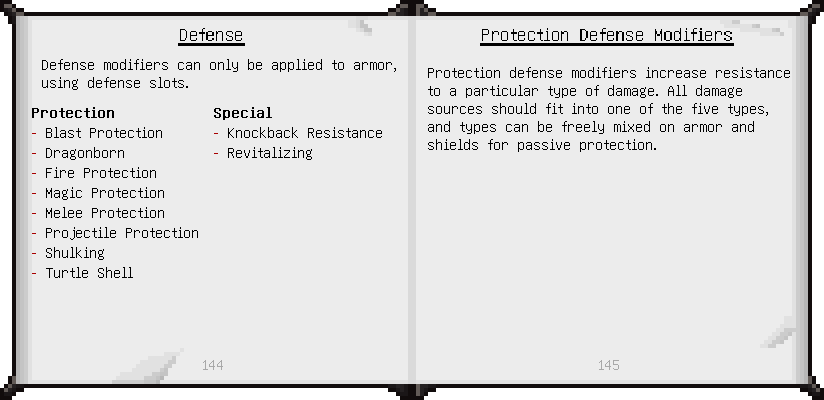 Defense
Defense modifiers can only be applied to armor,
using defense slots.
Protection
- Blast Protection
- Dragonborn
- Fire Protection
- Magic Protection
- Melee Protection
- Projectile Protection
- Shulking
- Turtle Shell
Special
- Knockback Resistance
- Revitalizing
144
Protection Defense Modifiers
Protection defense modifiers increase resistance
to a particular type of damage. All damage
sources should fit into one of the five types,
and types can be freely mixed on armor and
shields for passive protection.
145